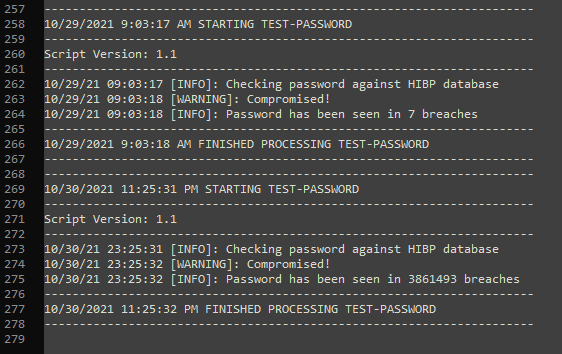 257 ----------------------------------------------------------------------
258 10/29/2021 9:03:17 AM STARTING TEST-PASSWORD
259 ----------------------------------------------------------------------
260 Script Version: 1.1
261 ----------------------------------------------------------------------
262 10/29/21 09:03:17 [INFO]: Checking password against HIBP database
263 10/29/21 09:03:18 [WARNING]: Compromised!
264 10/29/21 09:03:18 [INFO]: Password has been seen in 7 breaches
265 ----------------------------------------------------------------------
266 10/29/2021 9:03:18 AM FINISHED PROCESSING TEST-PASSWORD
267 ----------------------------------------------------------------------
268 ----------------------------------------------------------------------
269 10/30/2021 11:25:31 PM STARTING TEST-PASSWORD
270 ----------------------------------------------------------------------
271 Script Version: 1.1
272 ----------------------------------------------------------------------
273 10/30/21 23:25:31 [INFO]: Checking password against HIBP database
274 10/30/21 23:25:32 [WARNING]: Compromised!
275 10/30/21 23:25:32 [INFO]: Password has been seen in 3861493 breaches
276 ----------------------------------------------------------------------
277 10/30/2021 11:25:32 PM FINISHED PROCESSING TEST-PASSWORD
278 ----------------------------------------------------------------------
279